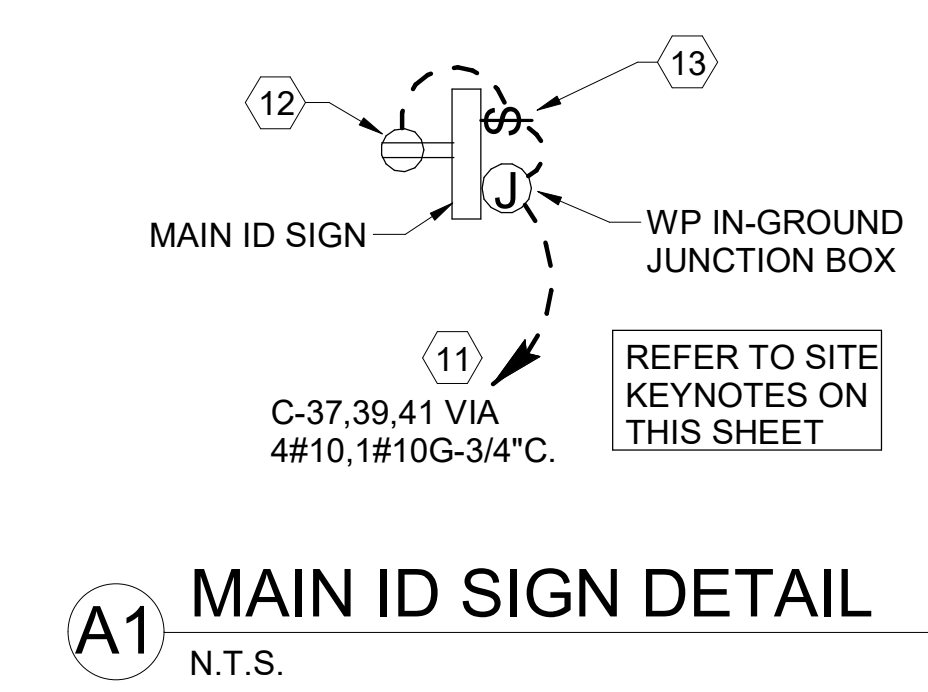 13
12
$
J
MAIN ID SIGN
WP IN-GROUND
JUNCTION BOX
11
C-37,39,41 VIA
4#10,1#10G-3/4"C.
REFER TO SITE
KEYNOTES ON
THIS SHEET
A1
MAIN ID SIGN DETAIL
N.T.S.